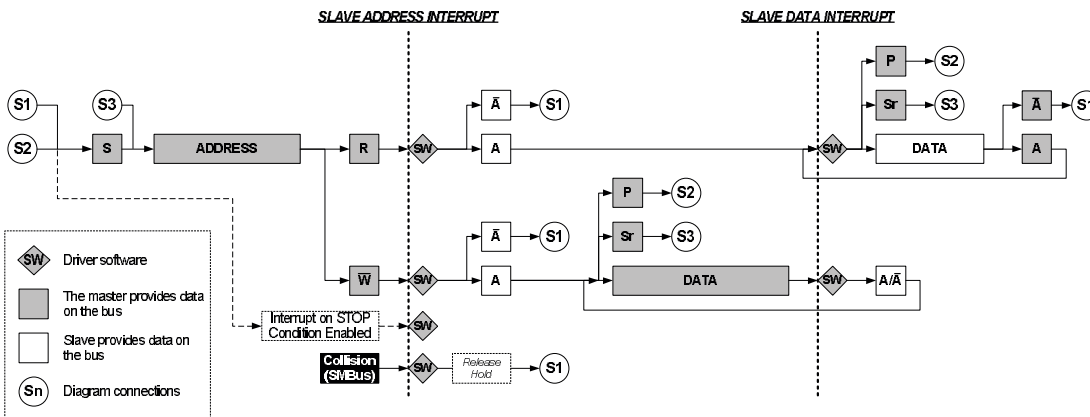 SLAVE ADDRESS INTERRUPT
SLAVE DATA INTERRUPT
P
S2
S1
S3
Ā
S1
Sr
S3
Ā
S1
S2
S
ADDRESS
R
SW
A
SW
DATA
A
P
S2
Ā
S1
Sr
S3
W̅
SW
A
DATA
SW
A/Ā
Interrupt on STOP
Condition Enabled
SW
Collision
(SMBus)
SW
Release
Hold
S1
SW
Driver software
The master provides data
on the bus
Slave provides data on
the bus
Sn
Diagram connections